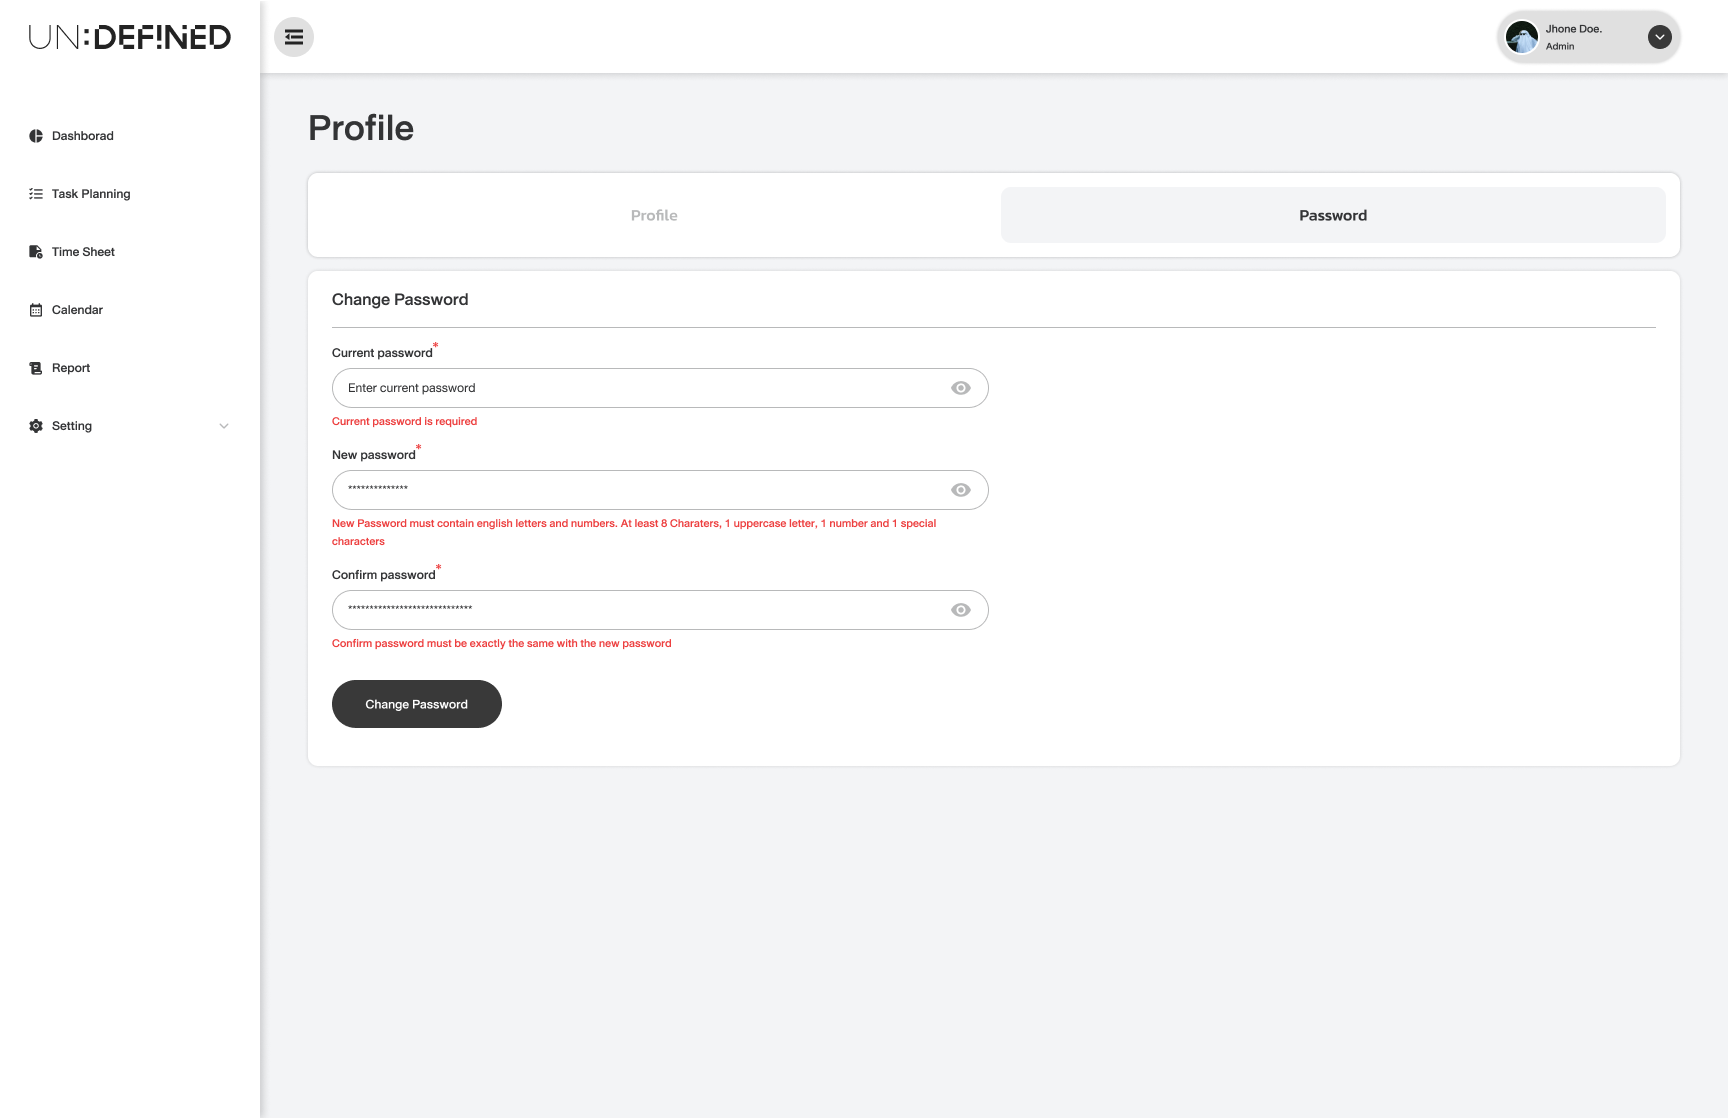 UN:DEF!NED
Jhone Doe.
Admin
Dashborad
Task Planning
Time Sheet
Calendar
Report
Setting
Profile
Profile
Password
Change Password
Current password*
Enter current password
Current password is required
New password*
**************
New Password must contain english letters and numbers. At least 8 Charaters, 1 uppercase letter, 1 number and 1 special
characters
Confirm password*
*****************************
Confirm password must be exactly the same with the new password
Change Password